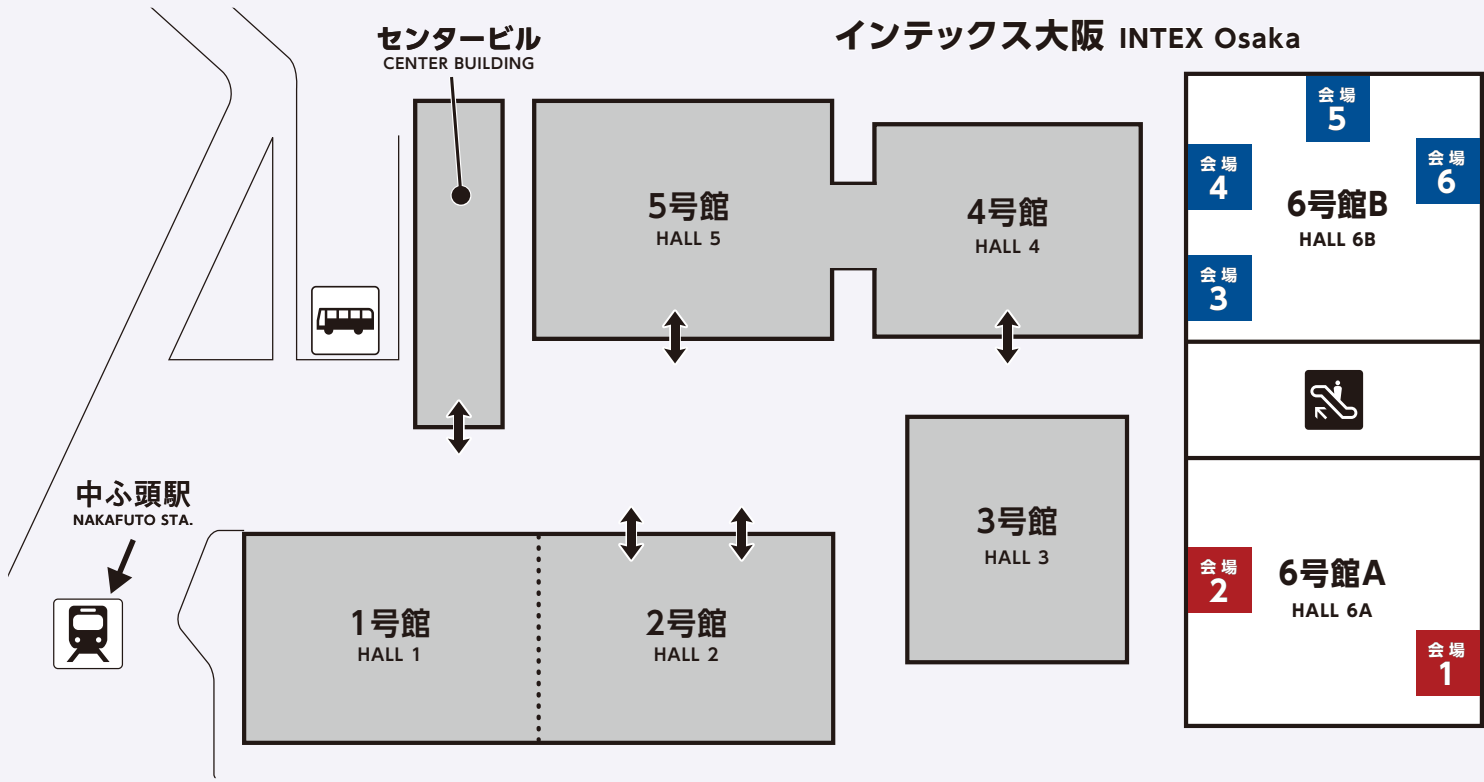 インテックス大阪 INTEX Osaka
センタービル
CENTER BUILDING
会場
5
会場
4
会場
6
6号館B
HALL 6B
会場
3
5号館
HALL 5
4号館
HALL 4
中ふ頭駅
NAKAFUTO STA.
1号館
HALL 1
2号館
HALL 2
3号館
HALL 3
会場
2
6号館A
HALL 6A
会場
1